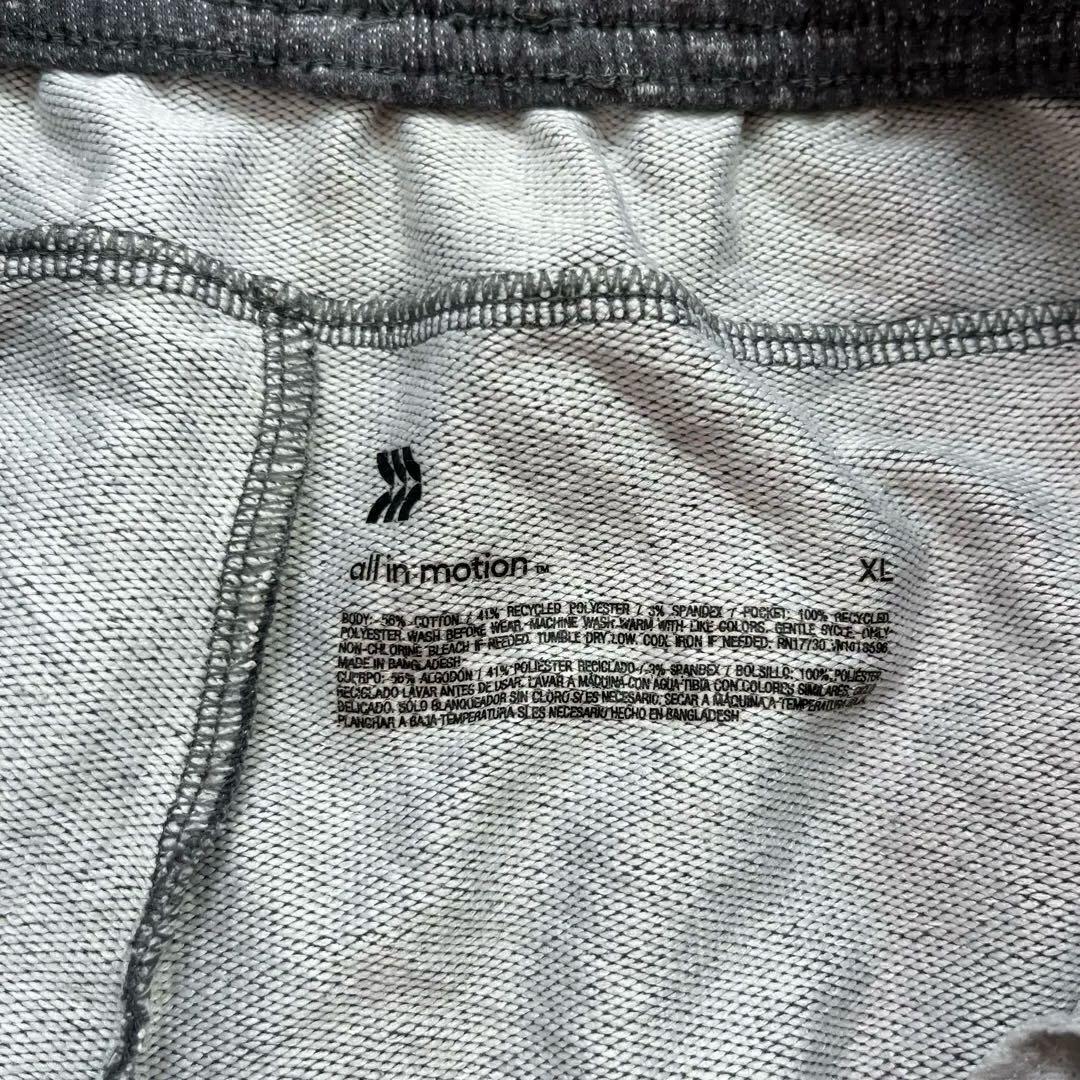 all in motion™
XL
BODY: 56% COTTON / 41% RECYCLED POLYESTER / 3% SPANDEX / POCKET: 100% RECYCLED
POLYESTER. WASH BEFORE WEAR. MACHINE WASH WARM WITH LIKE COLORS. GENTLE CYCLE. ONLY
NON-CHLORINE BLEACH IF NEEDED. TUMBLE DRY LOW. COOL IRON IF NEEDED. RN17730
MADE IN BANGLADESH
CUERPO: 56% ALGODÓN / 41% POLIÉSTER RECICLADO / 3% SPANDEX / BOLSILLO: 100% POLIÉSTER
RECICLADO LAVAR ANTES DE USAR. LAVAR A MÁQUINA CON AGUA TIBIA CON COLORES SIMILARES.
DELICADO. SÓLO BLANQUEADOR SIN CLORO SI ES NECESARIO. SECAR A MÁQUINA A TEMPERATURA
PLANCHAR A BAJA TEMPERATURA SI ES NECESARIO HECHO EN BANGLADESH